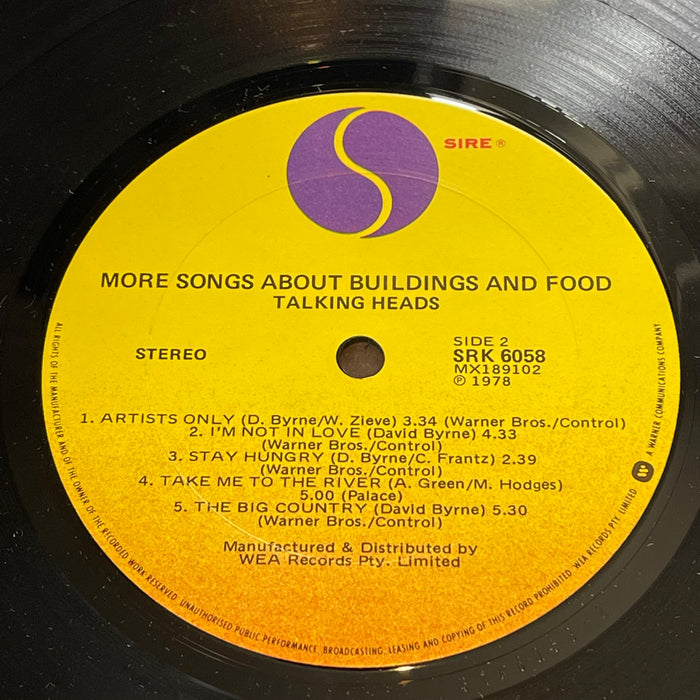 SIRE®
MORE SONGS ABOUT BUILDINGS AND FOOD
TALKING HEADS
STEREO
SIDE 2
SRK 6058
MX189102
Ⓟ 1978
1. ARTISTS ONLY (D. Byrne/W. Zieve) 3.34 (Warner Bros./Control)
2. I'M NOT IN LOVE (David Byrne) 4.33
(Warner Bros./Control)
3. STAY HUNGRY (D. Byrne/C. Frantz) 2.39
(Warner Bros./Control)
4. TAKE ME TO THE RIVER (A. Green/M. Hodges)
5.00 (Palace)
5. THE BIG COUNTRY (David Byrne) 5.30
(Warner Bros./Control)
Manufactured & Distributed by
WEA Records Pty. Limited
ALL RIGHTS OF THE MANUFACTURER AND OF THE OWNER OF THE RECORDED WORK RESERVED. UNAUTHORISED PUBLIC PERFORMANCE BROADCASTING LEASING AND COPYING OF THIS RECORD PROHIBITED. WEA RECORDS PTY. LIMITED A WARNER COMMUNICATIONS COMPANY